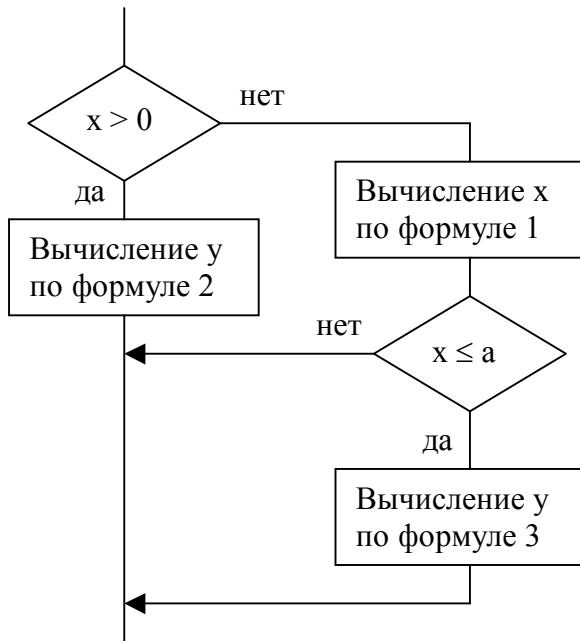 x > 0
нет
да
Вычисление x
по формуле 1
Вычисление y
по формуле 2
нет
x ≤ a
да
Вычисление y
по формуле 3